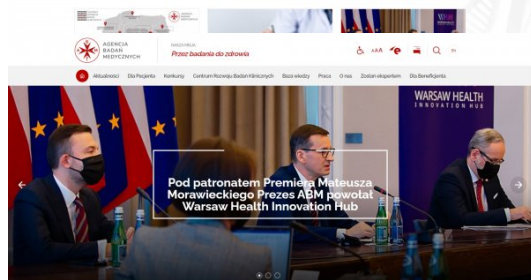 AGENCJA
BADAŃ
MEDYCZNYCH
Przez badania do zdrowia
AAA
EN
Aktualności Dla Pacjenta Konkursy Centrum Rozwoju Badań Klinicznych Baza wiedzy Praca O nas Zostań ekspertem Dla Beneficjenta
WARSAW HEALTH
INNOVATION HUB
Pod patronatem Premiera Mateusza
Morawieckiego Prezes ABM powołał
Warsaw Health Innovation Hub